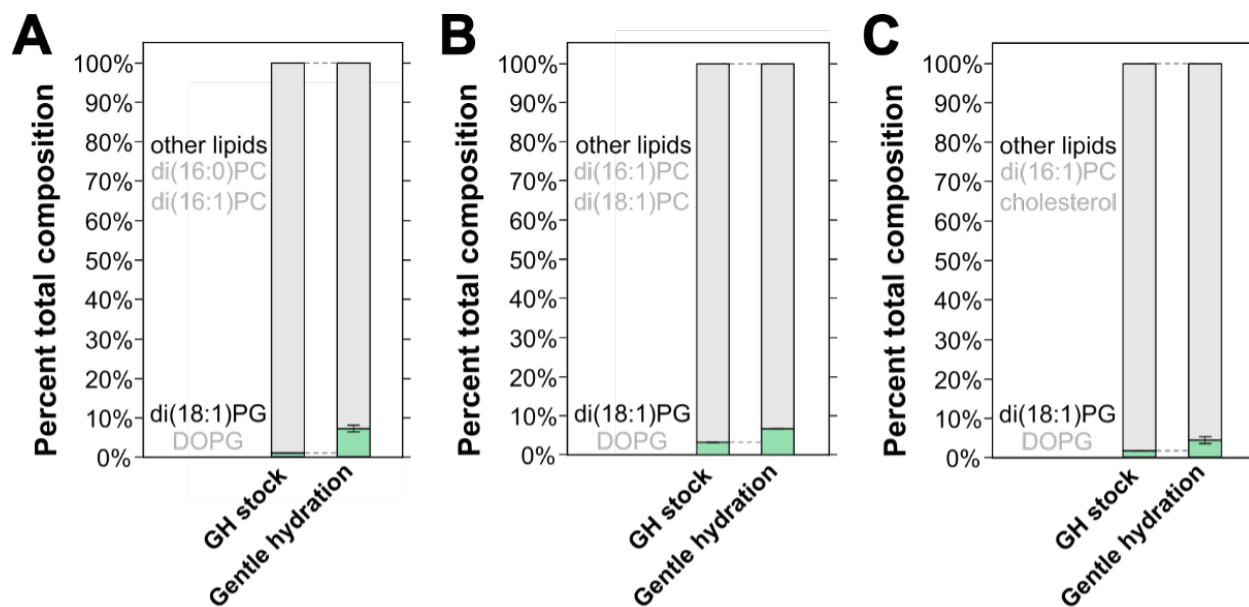 A
Percent total composition
100%
90%
80%
70%
60%
50%
40%
30%
20%
10%
0%
other lipids
di(16:0)PC
di(16:1)PC
di(18:1)PG
DOPG
GH stock
Gentle hydration
B
Percent total composition
100%
90%
80%
70%
60%
50%
40%
30%
20%
10%
0%
other lipids
di(16:1)PC
di(18:1)PC
di(18:1)PG
DOPG
GH stock
Gentle hydration
C
Percent total composition
100%
90%
80%
70%
60%
50%
40%
30%
20%
10%
0%
other lipids
di(16:1)PC
cholesterol
di(18:1)PG
DOPG
GH stock
Gentle hydration